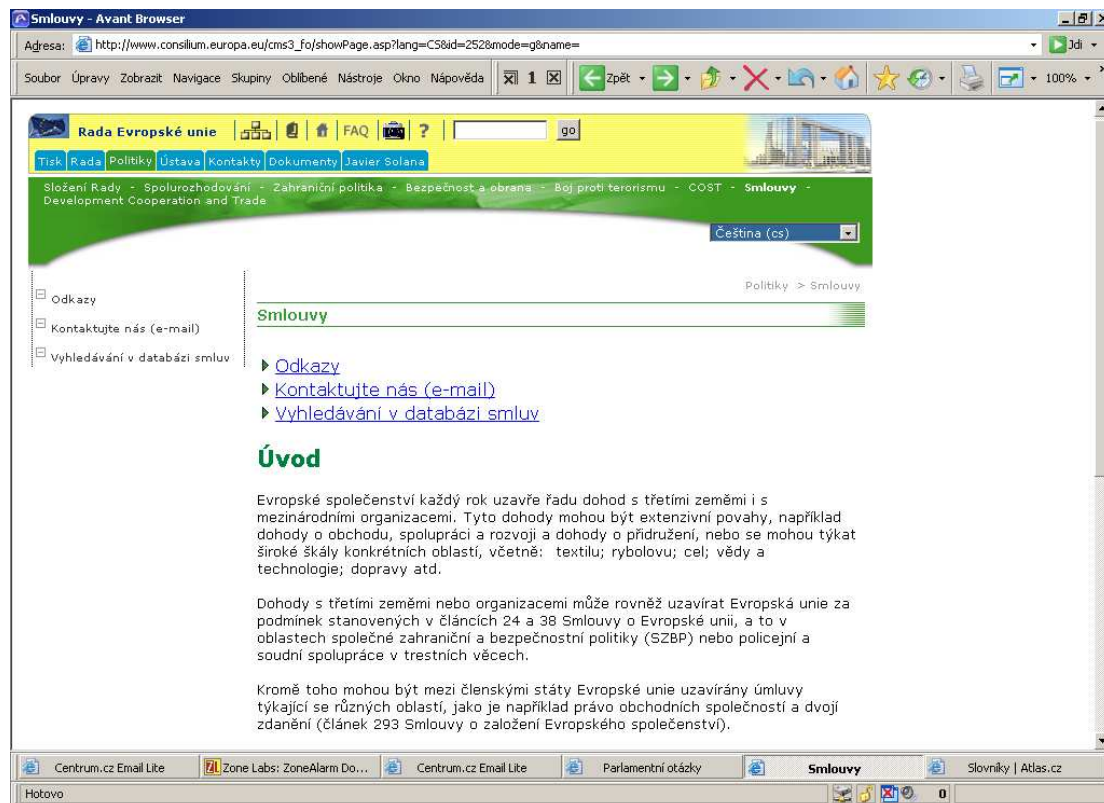 Smlouvy - Avant Browser
Adresa: http://www.consilium.europa.eu/cms3_fo/showPage.asp?lang=CS&id=252&mode=g&name=
Jdi
Soubor Úpravy Zobrazit Navigace Skupiny Oblíbené Nástroje Okno Nápověda 1 Zpět 100%
Rada Evropské unie FAQ ? go
Tisk Rada Politiky Ústava Kontakty Dokumenty Javier Solana
Složení Rady - Spolurozhodování - Zahraniční politika - Bezpečnost a obrana - Boj proti terorismu - COST - Smlouvy -
Development Cooperation and Trade
Čeština (cs)
Politiky > Smlouvy
Odkazy
Kontaktujte nás (e-mail)
Vyhledávání v databázi smluv
Smlouvy
Odkazy
Kontaktujte nás (e-mail)
Vyhledávání v databázi smluv
Úvod
Evropské společenství každý rok uzavře řadu dohod s třetími zeměmi i s
mezinárodními organizacemi. Tyto dohody mohou být extenzivní povahy, například
dohody o obchodu, spolupráci a rozvoji a dohody o přidružení, nebo se mohou týkat
široké škály konkrétních oblastí, včetně: textilu; rybolovu; cel; vědy a
technologie; dopravy atd.
Dohody s třetími zeměmi nebo organizacemi může rovněž uzavírat Evropská unie za
podmínek stanovených v článcích 24 a 38 Smlouvy o Evropské unii, a to v
oblastech společné zahraniční a bezpečnostní politiky (SZBP) nebo policejní a
soudní spolupráce v trestních věcech.
Kromě toho mohou být mezi členskými státy Evropské unie uzavírány úmluvy
týkající se různých oblastí, jako je například právo obchodních společností a dvojí
zdanění (článek 293 Smlouvy o založení Evropského společenství).
Centrum.cz Email Lite
Zone Labs: ZoneAlarm Do...
Centrum.cz Email Lite
Parlamentní otázky
Smlouvy
Slovníky | Atlas.cz
Hotovo
0